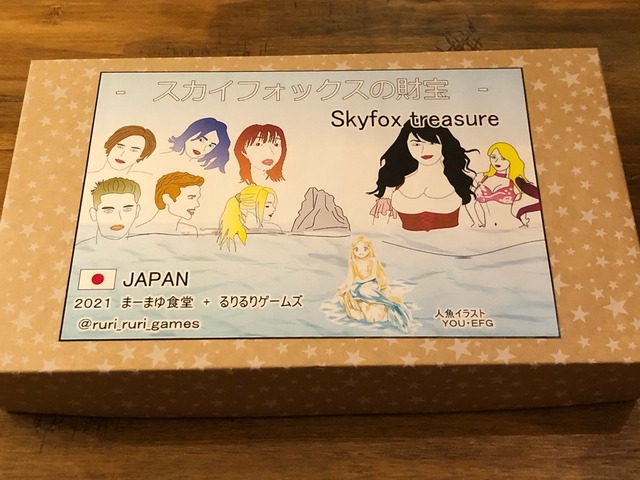 - スカイフォックスの財宝 -
Skyfox treasure
JAPAN
2021 まーまゆ食堂 + るりるりゲームズ
@ruri_ruri_games
人魚イラスト
YOU・EFG